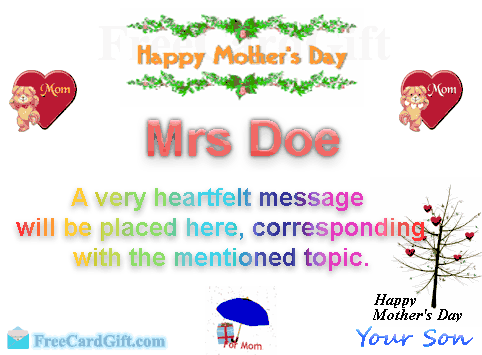 FreeCardGift
Happy Mother's Day
Mom
Mom
Mrs Doe
A very heartfelt message
will be placed here, corresponding
with the mentioned topic.
Happy
Mother's Day
For Mom
FreeCardGift.com
Your Son